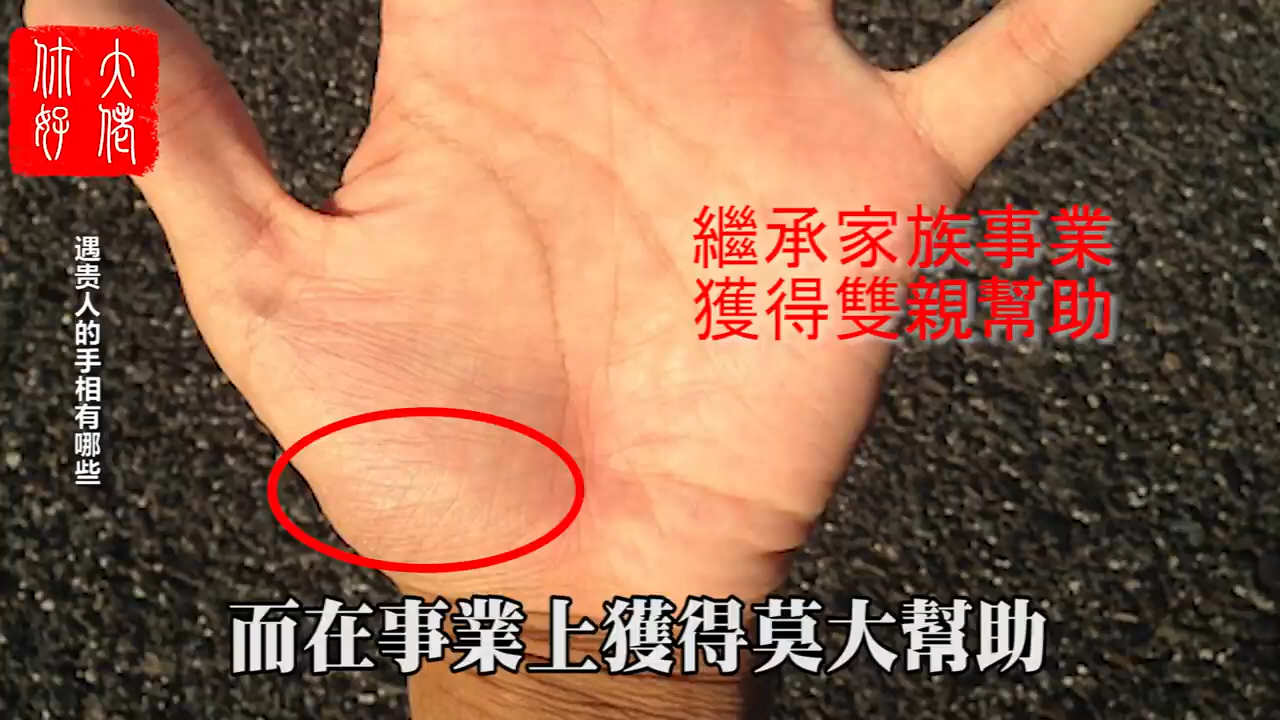 大佬
休好
遇贵人的手相有哪些
繼承家族事業
獲得雙親幫助
而在事業上獲得莫大幫助